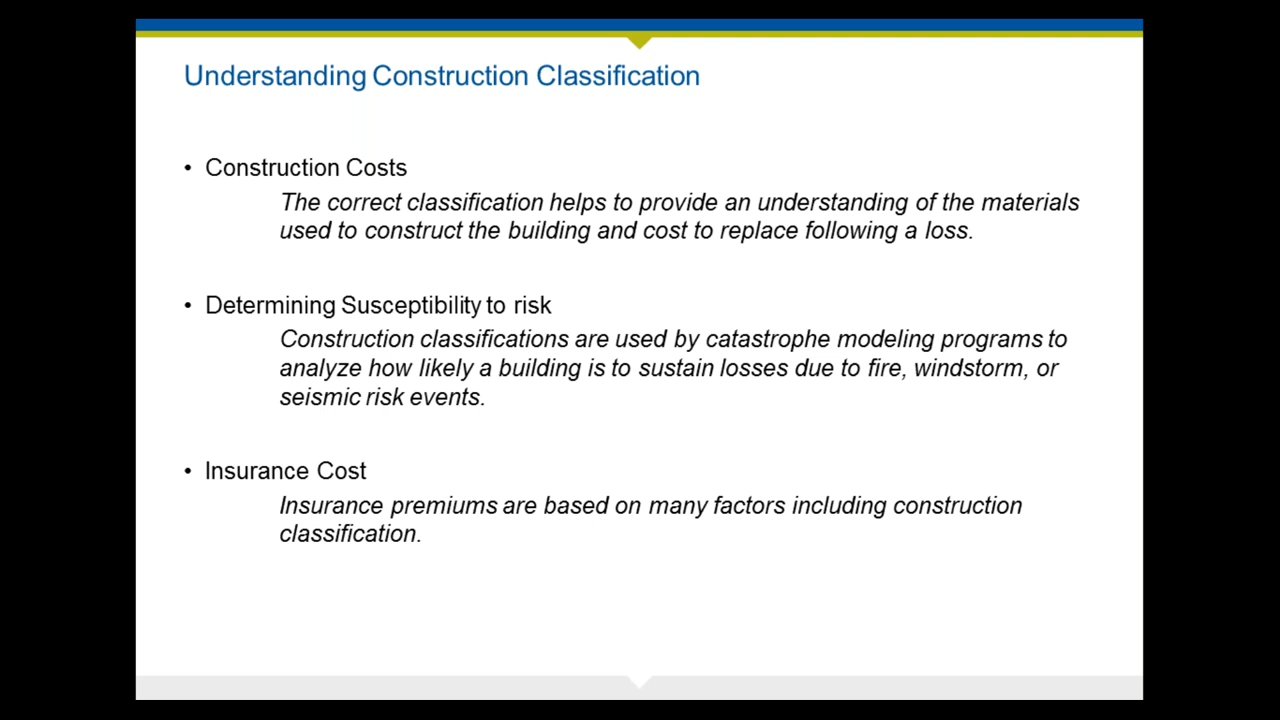 Understanding Construction Classification
• Construction Costs
The correct classification helps to provide an understanding of the materials
used to construct the building and cost to replace following a loss.
• Determining Susceptibility to risk
Construction classifications are used by catastrophe modeling programs to
analyze how likely a building is to sustain losses due to fire, windstorm, or
seismic risk events.
• Insurance Cost
Insurance premiums are based on many factors including construction
classification.